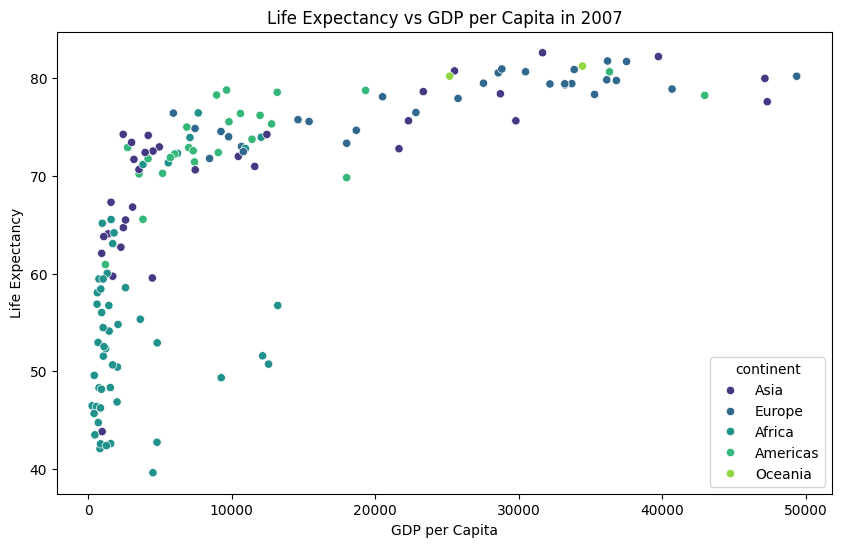 Life Expectancy vs GDP per Capita in 2007
80
70
60
50
40
Life Expectancy
0
10000
20000
30000
40000
50000
GDP per Capita
continent
Asia
Europe
Africa
Americas
Oceania